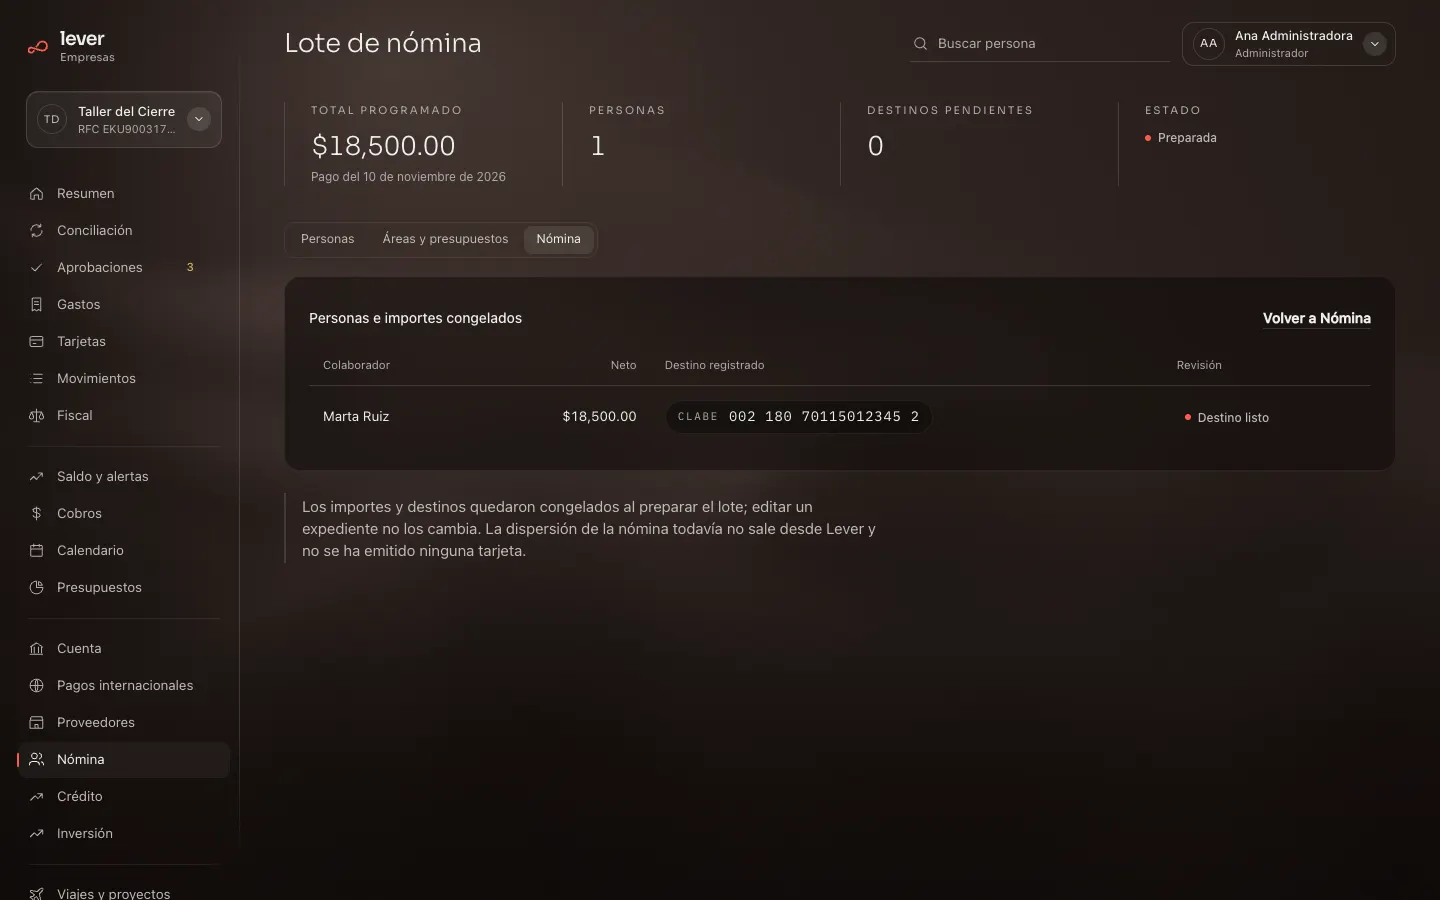 lever
Empresas
TD
Taller del Cierre
RFC EKU900317...
Resumen
Conciliación
Aprobaciones 3
Gastos
Tarjetas
Movimientos
Fiscal
Saldo y alertas
Cobros
Calendario
Presupuestos
Cuenta
Pagos internacionales
Proveedores
Nómina
Crédito
Inversión
Viajes y proyectos
Lote de nómina
Buscar persona
AA
Ana Administradora
Administrador
TOTAL PROGRAMADO
$18,500.00
Pago del 10 de noviembre de 2026
PERSONAS
1
DESTINOS PENDIENTES
0
ESTADO
Preparada
Personas Áreas y presupuestos Nómina
Personas e importes congelados
Volver a Nómina
Colaborador Neto Destino registrado Revisión
Marta Ruiz $18,500.00 CLABE 002 180 70115012345 2 Destino listo
Los importes y destinos quedaron congelados al preparar el lote; editar un
expediente no los cambia. La dispersión de la nómina todavía no sale desde Lever y
no se ha emitido ninguna tarjeta.